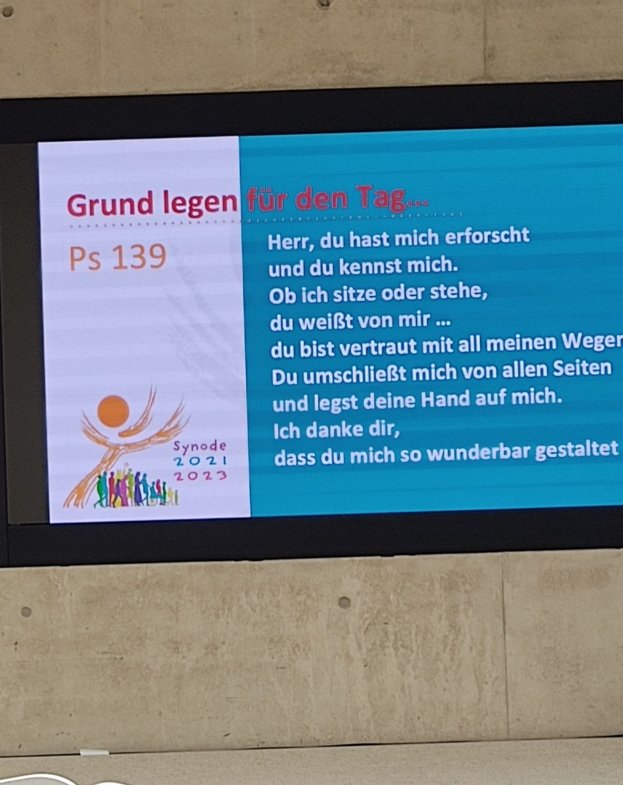 Grund legen für den Tag...
Ps 139
Herr, du hast mich erforscht
und du kennst mich.
Ob ich sitze oder stehe,
du weißt von mir ...
du bist vertraut mit all meinen Weger
Du umschließt mich von allen Seiten
und legst deine Hand auf mich.
Ich danke dir,
dass du mich so wunderbar gestaltet
Synode
2021
2023